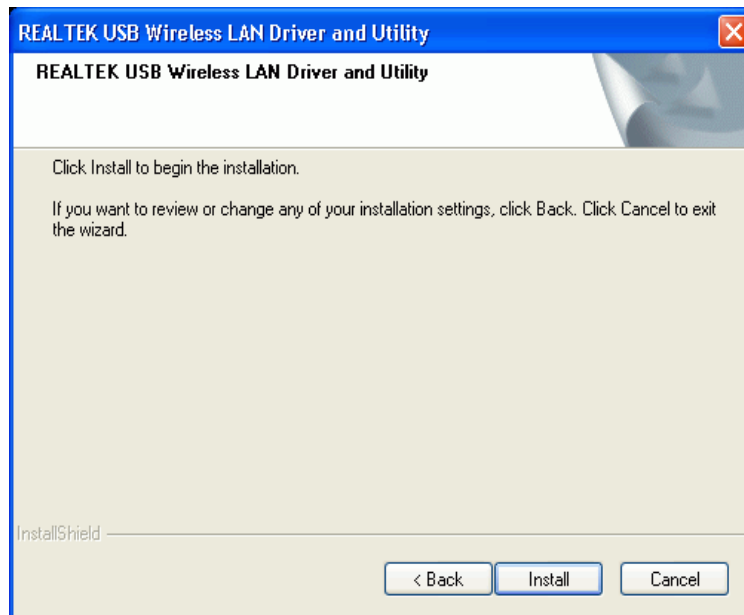 REALTEK USB Wireless LAN Driver and Utility
REALTEK USB Wireless LAN Driver and Utility
Click Install to begin the installation.
If you want to review or change any of your installation settings, click Back. Click Cancel to exit
the wizard.
InstallShield
< Back Install Cancel